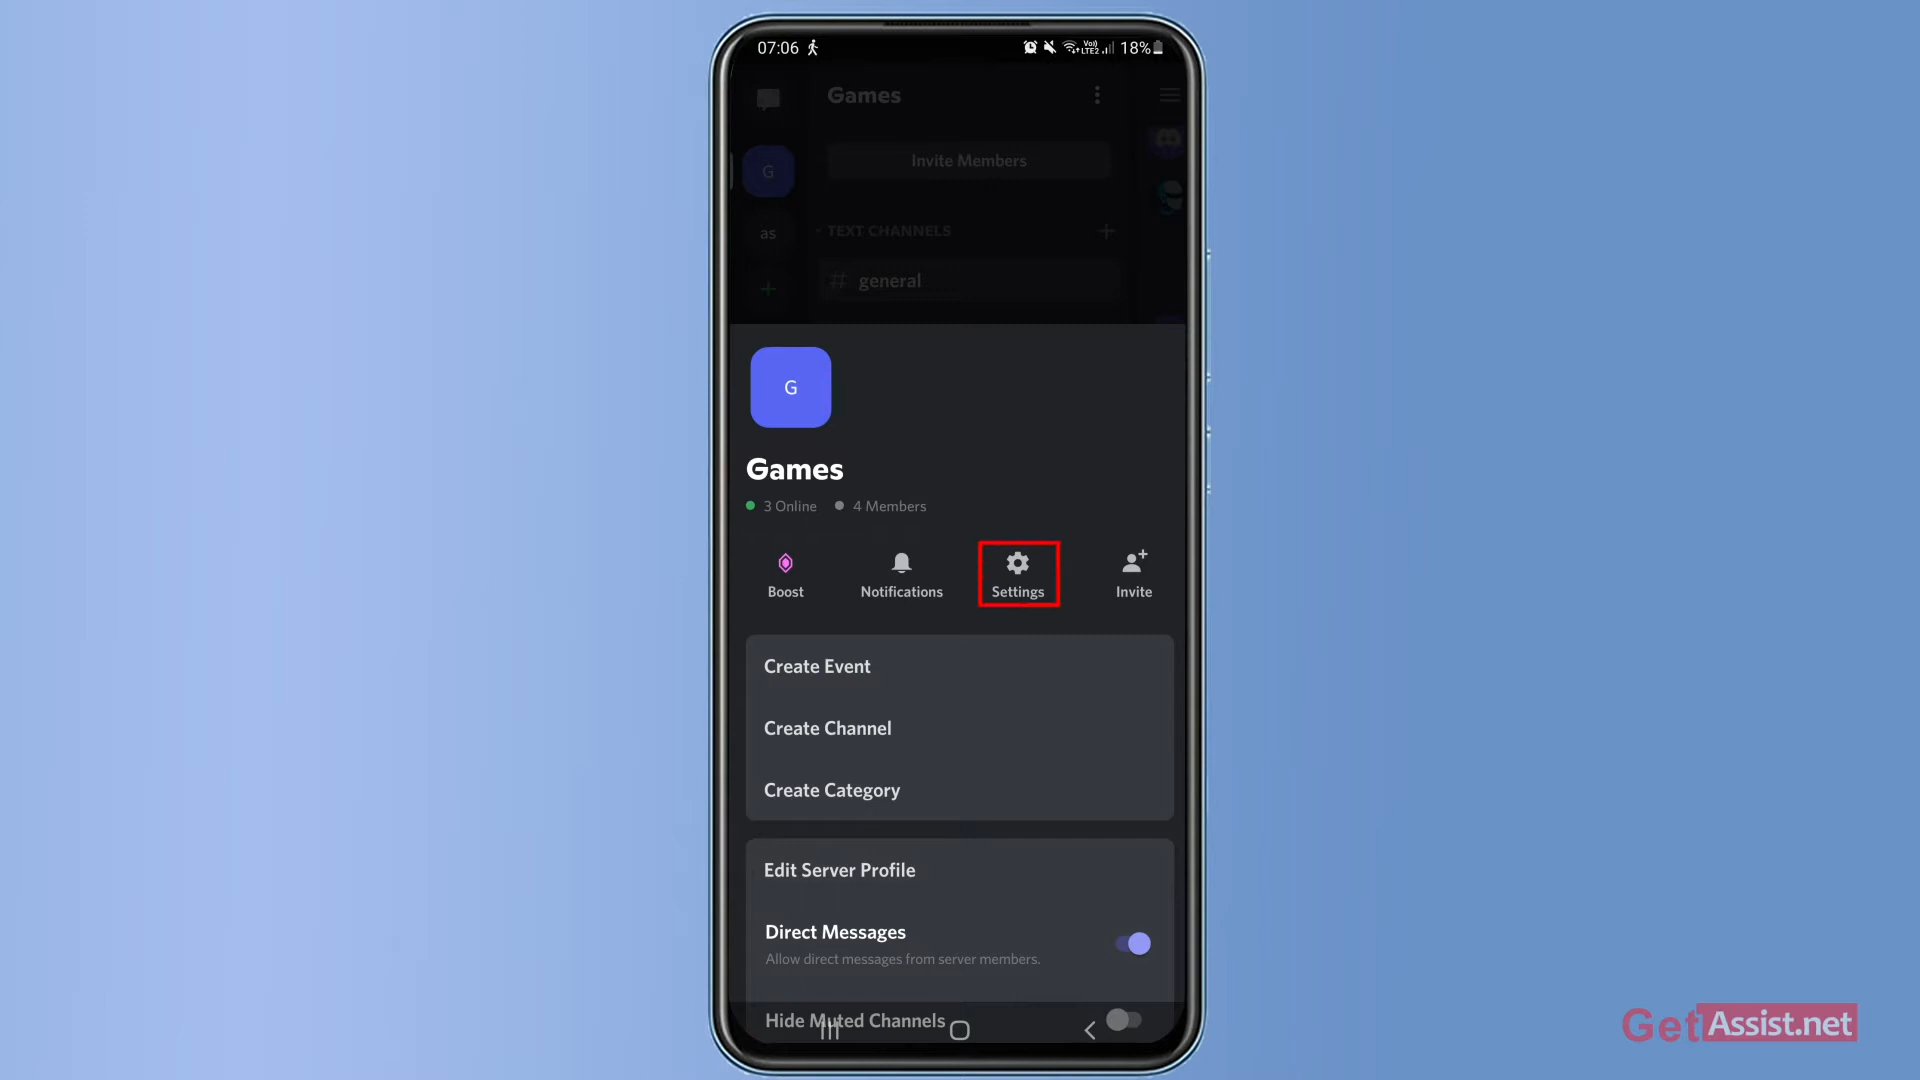 07:06 Vo)) LTE2 18%
Games
Invite Members
G
as
TEXT CHANNELS
# general
G
Games
3 Online 4 Members
Boost Notifications Settings Invite
Create Event
Create Channel
Create Category
Edit Server Profile
Direct Messages
Allow direct messages from server members.
Hide Muted Channels
GetAssist.net